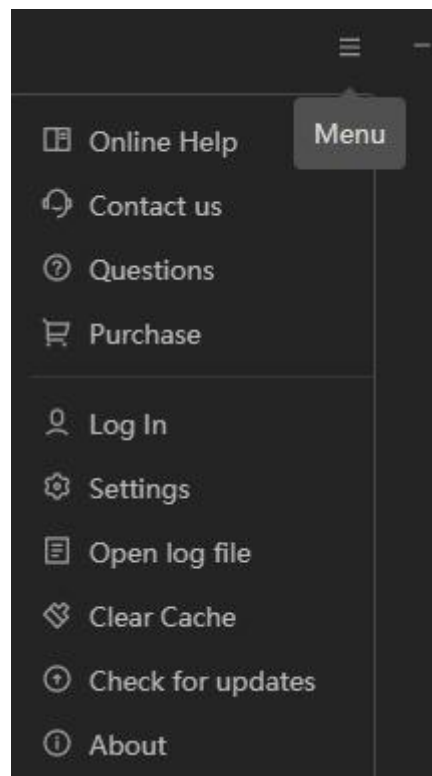 Menu
Online Help
Contact us
Questions
Purchase
Log In
Settings
Open log file
Clear Cache
Check for updates
About